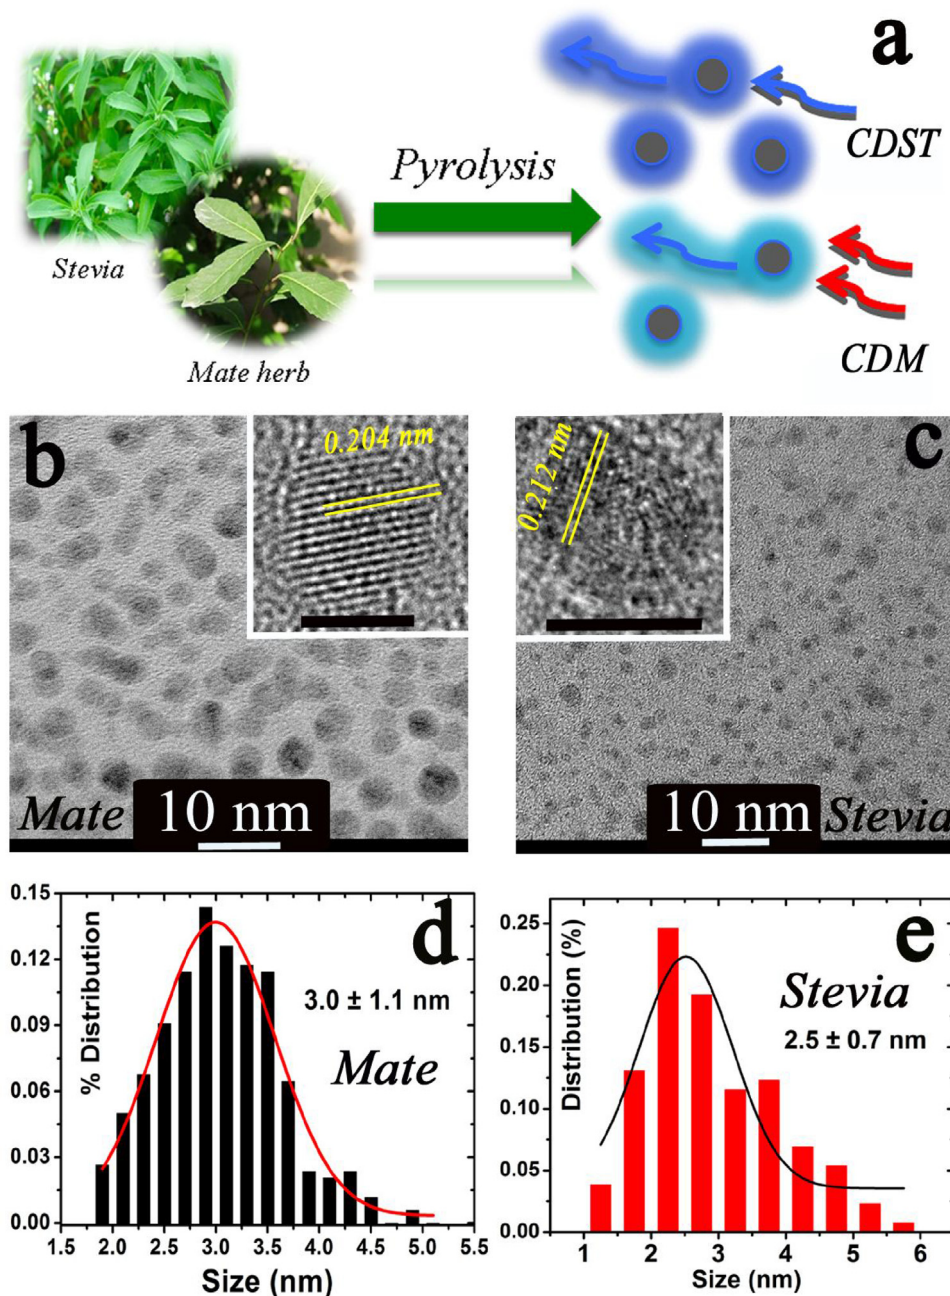 a
Pyrolysis
CDST
Stevia
CDM
Mate herb
b
0.204 nm
Mate
10 nm
c
0.212 nm
10 nm
Stevia
d
0.15
0.12
0.09
0.06
0.03
0.00
% Distribution
3.0 ± 1.1 nm
Mate
1.5 2.0 2.5 3.0 3.5 4.0 4.5 5.0 5.5
Size (nm)
e
0.25
0.20
0.15
0.10
0.05
0.00
Distribution (%)
Stevia
2.5 ± 0.7 nm
1 2 3 4 5 6
Size (nm)